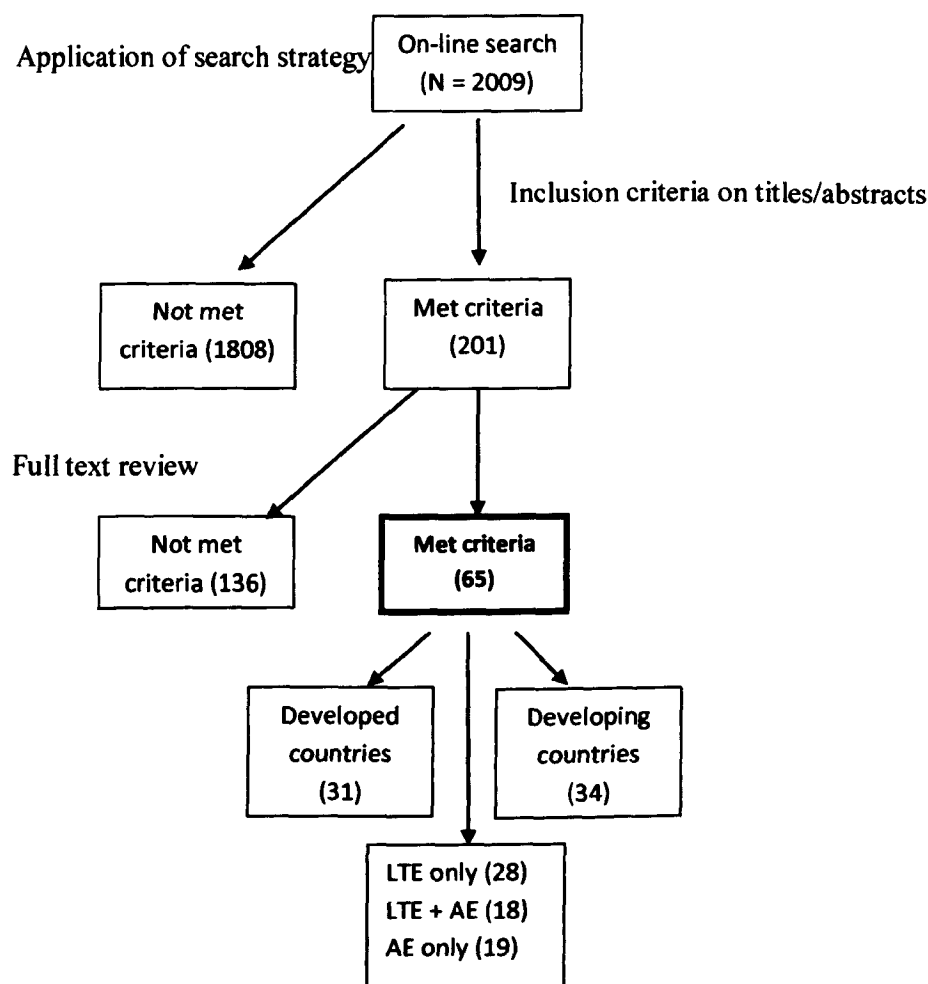 Application of search strategy
On-line search
(N = 2009)
Inclusion criteria on titles/abstracts
Not met
criteria (1808)
Met criteria
(201)
Full text review
Not met
criteria (136)
Met criteria
(65)
Developed
countries
(31)
Developing
countries
(34)
LTE only (28)
LTE + AE (18)
AE only (19)